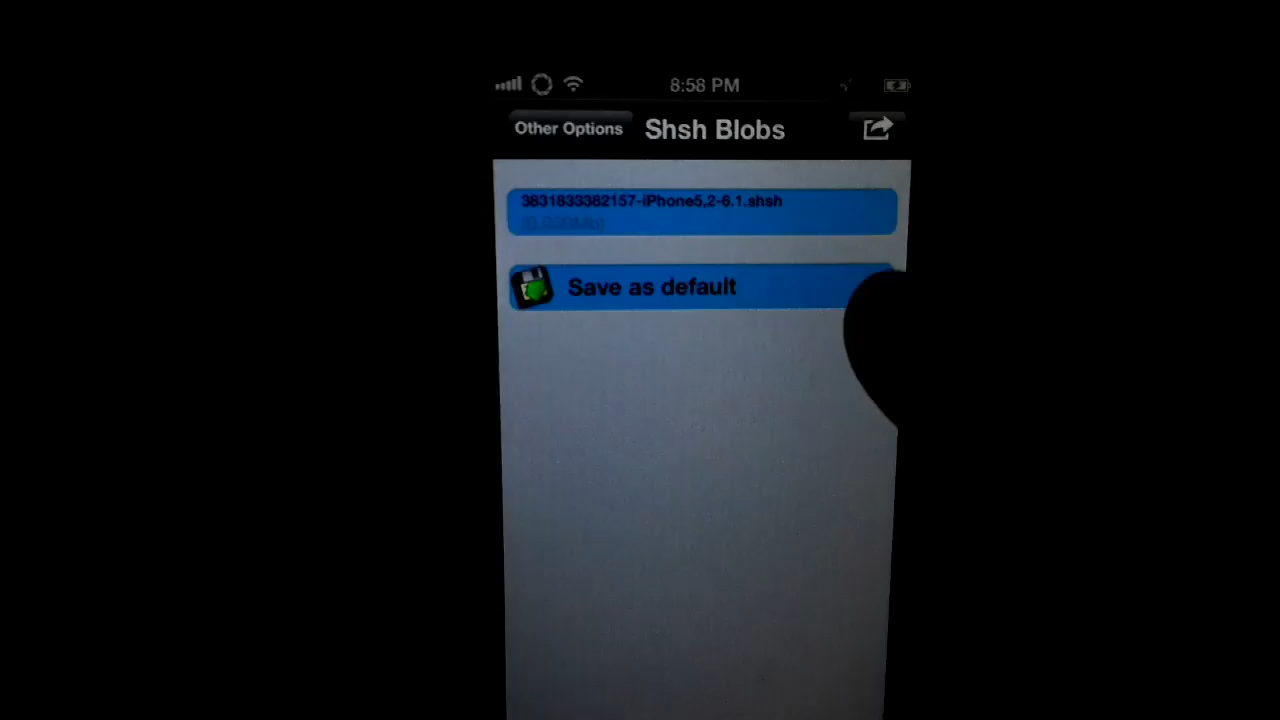 8:58 PM
Other Options
Shsh Blobs
3831833382157-iPhone5,2-6.1.shsh
Save as default